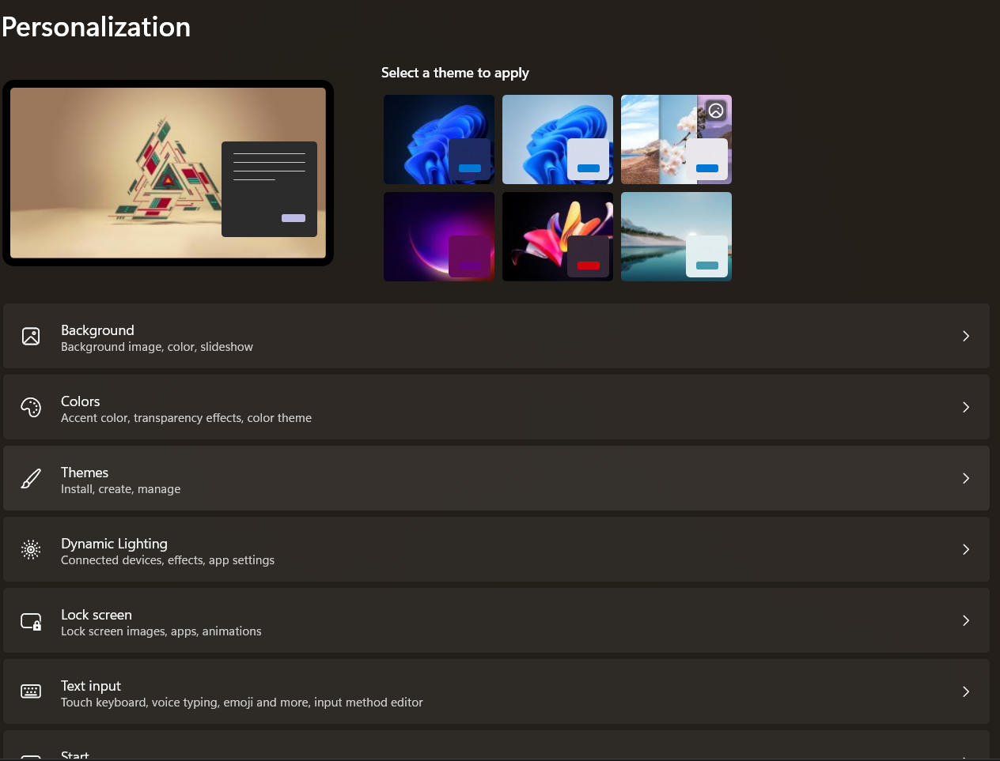 Personalization
Select a theme to apply
Background
Background image, color, slideshow
Colors
Accent color, transparency effects, color theme
Themes
Install, create, manage
Dynamic Lighting
Connected devices, effects, app settings
Lock screen
Lock screen images, apps, animations
Text input
Touch keyboard, voice typing, emoji and more, input method editor
Start